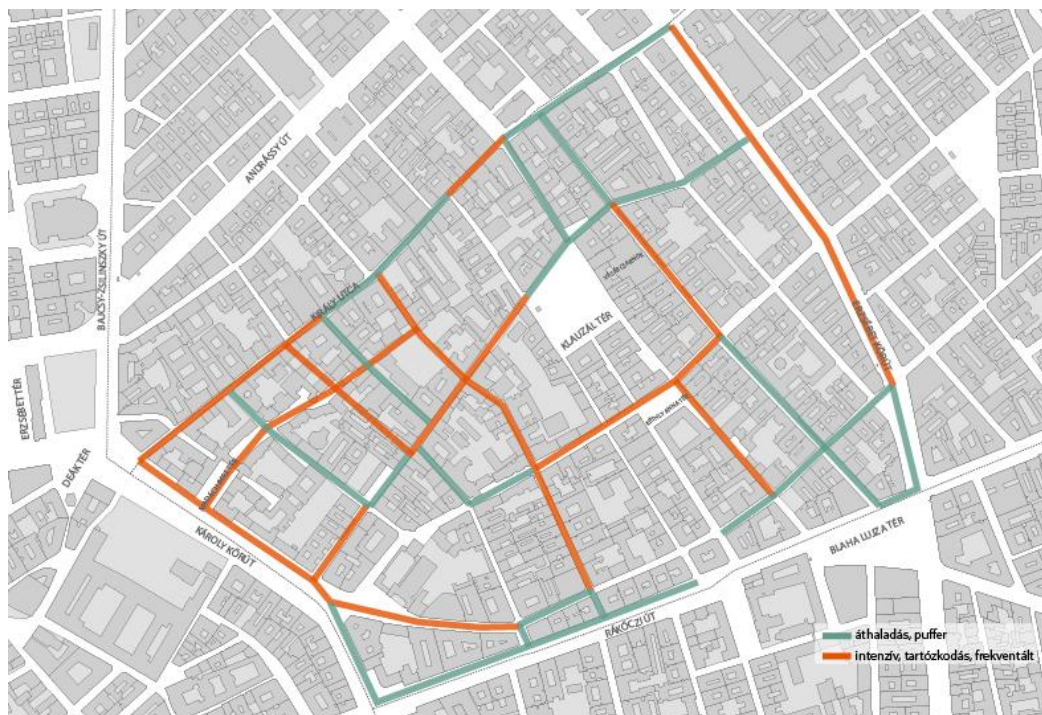 ANDRÁSSY ÚT
BAJCSY-ZSILINSZKY ÚT
KIRÁLY UTCA
KLAUZÁL TÉR
ERZSÉBET KÖRÚT
ERZSÉBET TÉR
DEÁK TÉR
KÁROLY KÖRÚT
BLAHA LUJZA TÉR
RÁKÓCZI ÚT
áthaladás, puffer
intenzív, tartózkodás, frekventált